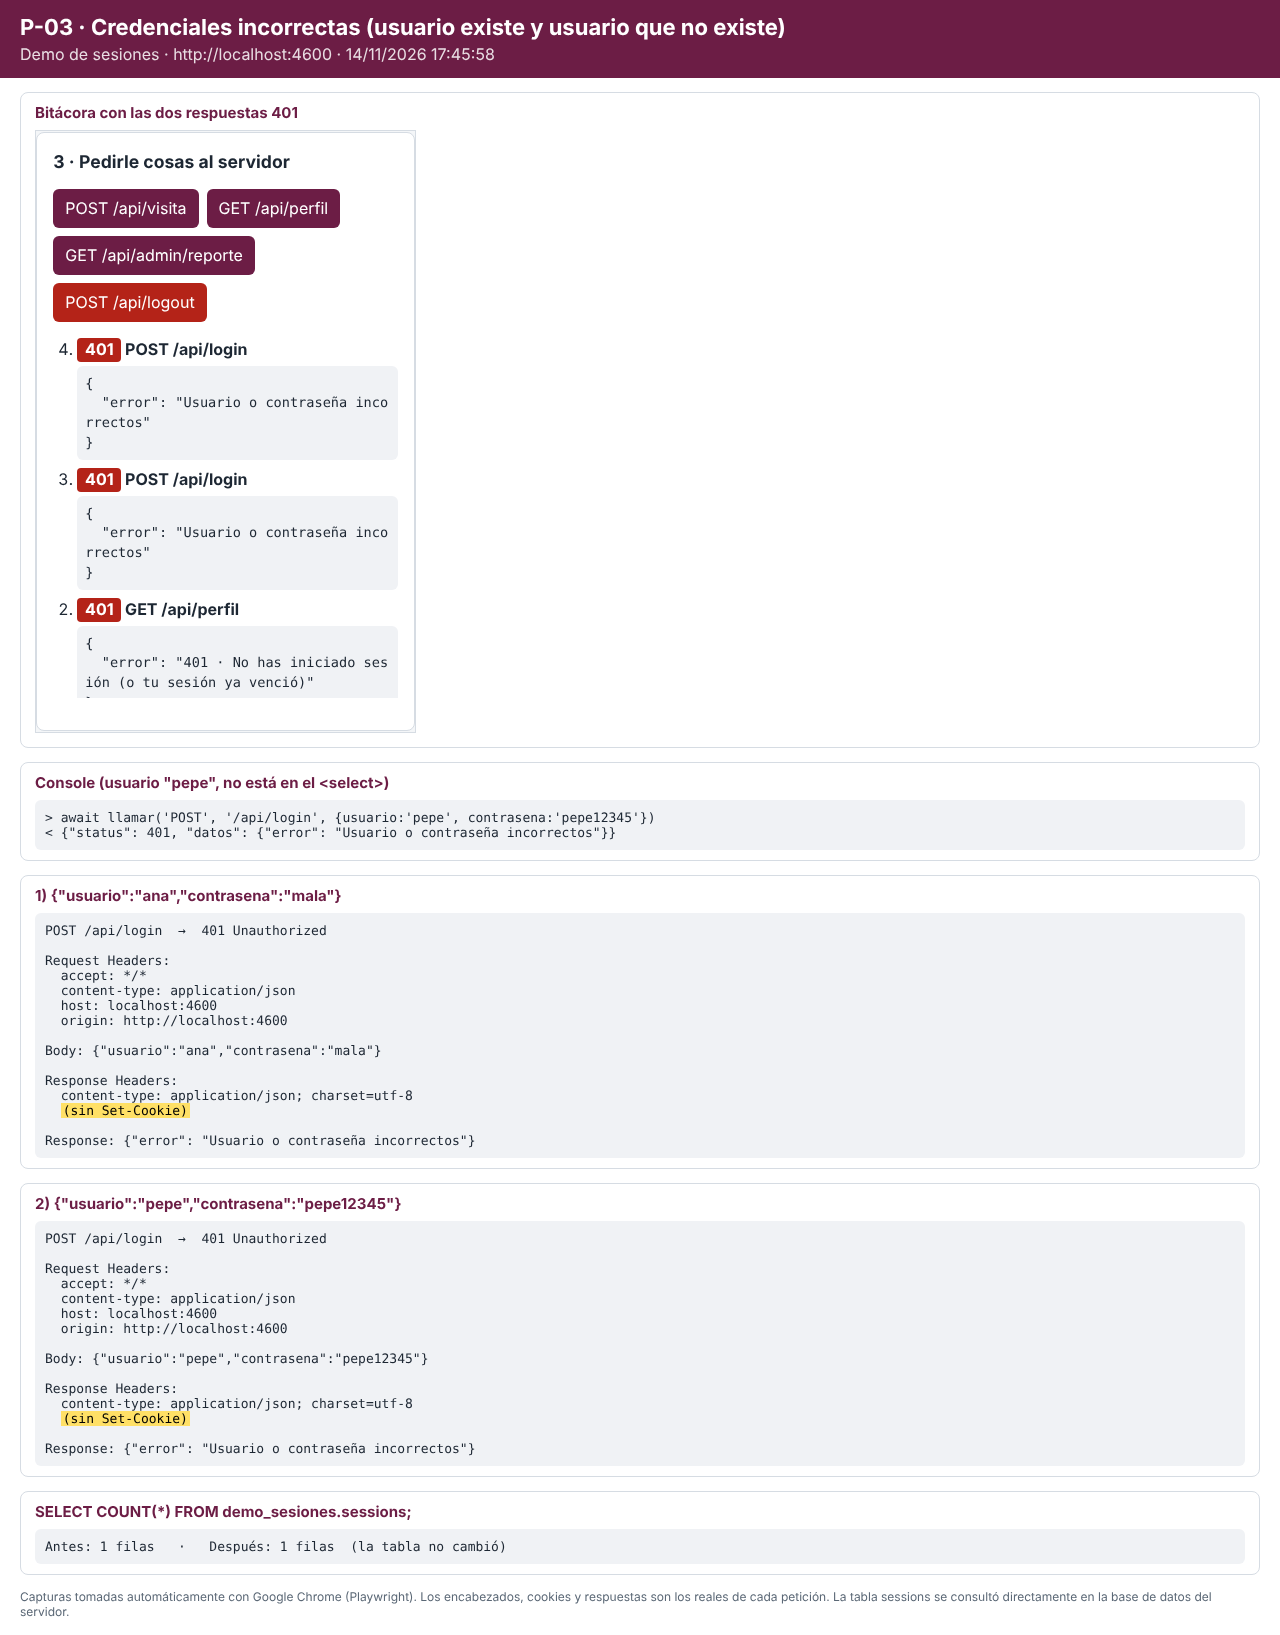 P-03 · Credenciales incorrectas (usuario existe y usuario que no existe)
Demo de sesiones · http://localhost:4600 · 14/11/2026 17:45:58
Bitácora con las dos respuestas 401
3 · Pedirle cosas al servidor
POST /api/visita
GET /api/perfil
GET /api/admin/reporte
POST /api/logout
4. 401 POST /api/login
{
  "error": "Usuario o contraseña inco
rrectos"
}
3. 401 POST /api/login
{
  "error": "Usuario o contraseña inco
rrectos"
}
2. 401 GET /api/perfil
{
  "error": "401 · No has iniciado ses
ión (o tu sesión ya venció)"
Console (usuario "pepe", no está en el <select>)
> await llamar('POST', '/api/login', {usuario:'pepe', contrasena:'pepe12345'})
< {"status": 401, "datos": {"error": "Usuario o contraseña incorrectos"}}
1) {"usuario":"ana","contrasena":"mala"}
POST /api/login  →  401 Unauthorized
Request Headers:
  accept: */*
  content-type: application/json
  host: localhost:4600
  origin: http://localhost:4600
Body: {"usuario":"ana","contrasena":"mala"}
Response Headers:
  content-type: application/json; charset=utf-8
  (sin Set-Cookie)
Response: {"error": "Usuario o contraseña incorrectos"}
2) {"usuario":"pepe","contrasena":"pepe12345"}
POST /api/login  →  401 Unauthorized
Request Headers:
  accept: */*
  content-type: application/json
  host: localhost:4600
  origin: http://localhost:4600
Body: {"usuario":"pepe","contrasena":"pepe12345"}
Response Headers:
  content-type: application/json; charset=utf-8
  (sin Set-Cookie)
Response: {"error": "Usuario o contraseña incorrectos"}
SELECT COUNT(*) FROM demo_sesiones.sessions;
Antes: 1 filas   ·   Después: 1 filas  (la tabla no cambió)
Capturas tomadas automáticamente con Google Chrome (Playwright). Los encabezados, cookies y respuestas son los reales de cada petición. La tabla sessions se consultó directamente en la base de datos del
servidor.